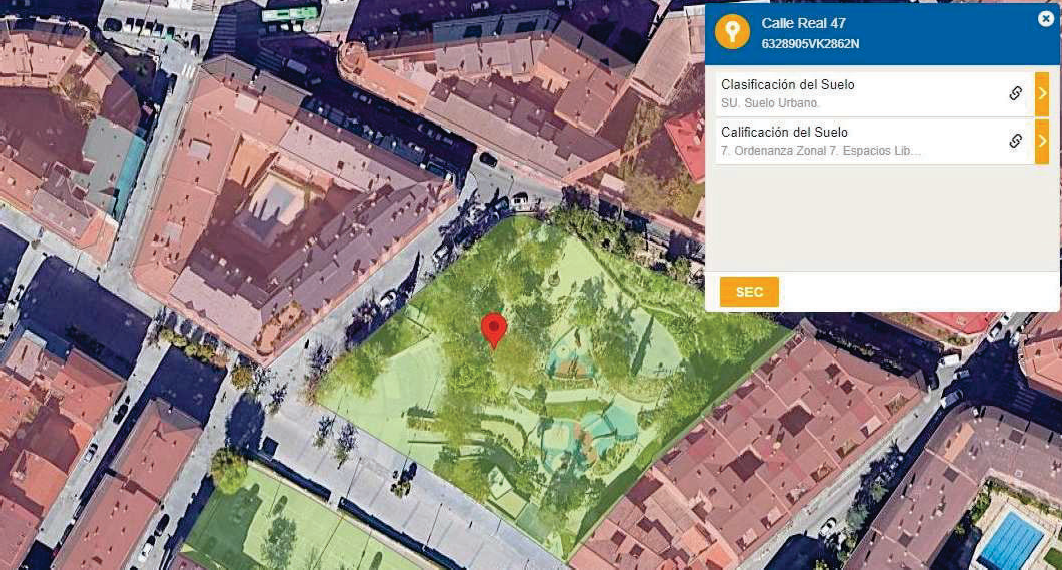 Calle Real 47
6328905VK2862N
Clasificación del Suelo
SU. Suelo Urbano.
Calificación del Suelo
7. Ordenanza Zonal 7. Espacios Lib...
SEC